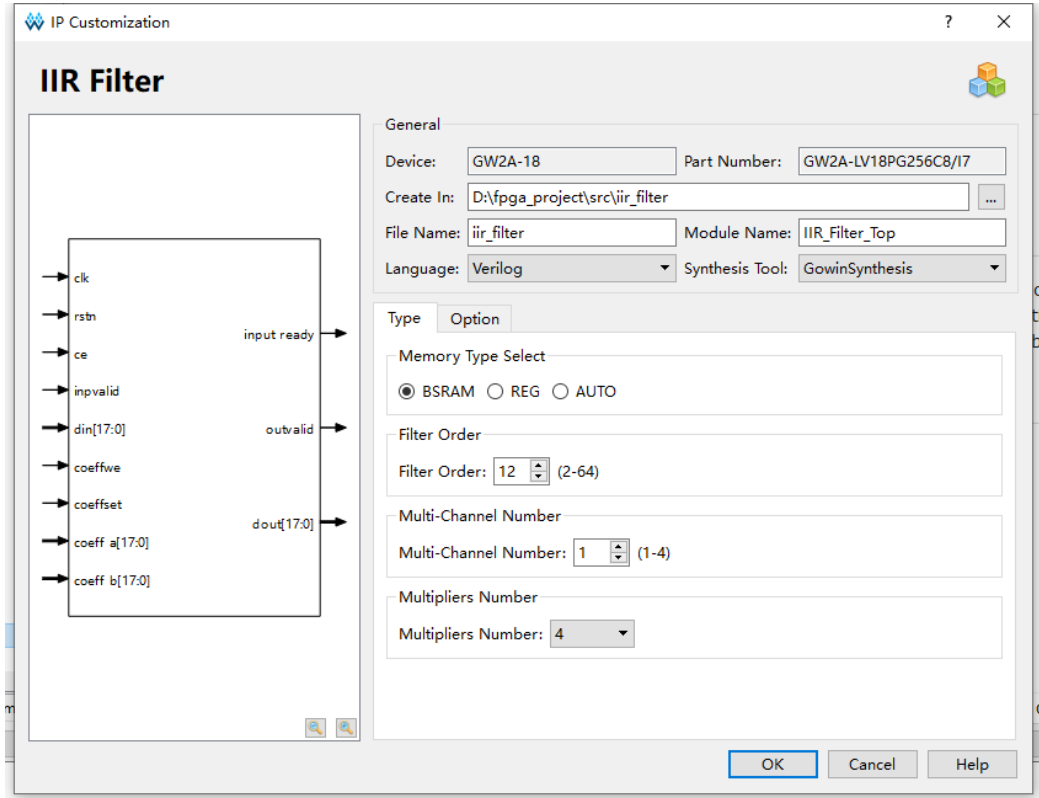 IP Customization
?
IIR Filter
General
Device: GW2A-18 Part Number: GW2A-LV18PG256C8/I7
Create In: D:\fpga_project\src\iir_filter ...
File Name: iir_filter Module Name: IIR_Filter_Top
Language: Verilog Synthesis Tool: GowinSynthesis
clk
rstn
input ready
ce
inpvalid
din[17:0]
outvalid
coeffwe
coeffset
dout[17:0]
coeff a[17:0]
coeff b[17:0]
Type Option
Memory Type Select
BSRAM REG AUTO
Filter Order
Filter Order: 12 (2-64)
Multi-Channel Number
Multi-Channel Number: 1 (1-4)
Multipliers Number
Multipliers Number: 4
OK Cancel Help